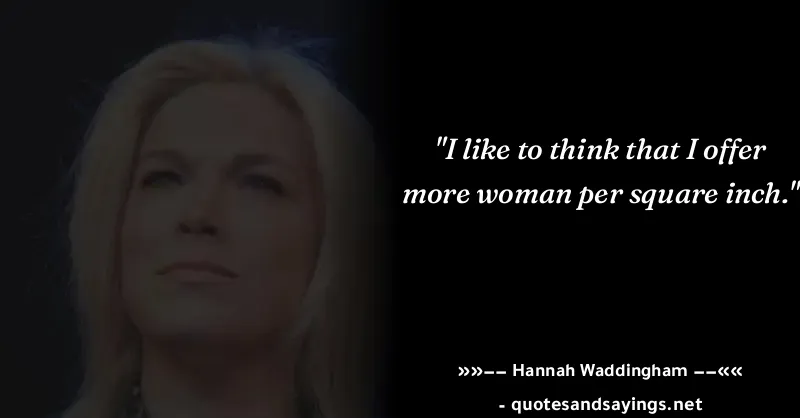 "I like to think that I offer
more woman per square inch."
»»−− Hannah Waddingham −−««
- quotesandsayings.net